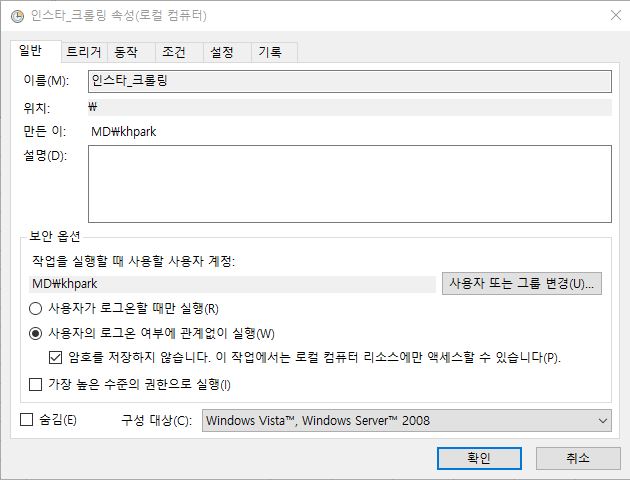 인스타_크롤링 속성(로컬 컴퓨터)
일반 트리거 동작 조건 설정 기록
이름(M): 인스타_크롤링
위치: ₩
만든 이: MD₩khpark
설명(D):
보안 옵션
작업을 실행할 때 사용할 사용자 계정:
MD₩khpark 사용자 또는 그룹 변경(U)...
사용자가 로그온할 때만 실행(R)
사용자의 로그온 여부에 관계없이 실행(W)
암호를 저장하지 않습니다. 이 작업에서는 로컬 컴퓨터 리소스에만 액세스할 수 있습니다(P).
가장 높은 수준의 권한으로 실행(I)
숨김(E) 구성 대상(C): Windows Vista™, Windows Server™ 2008
확인 취소